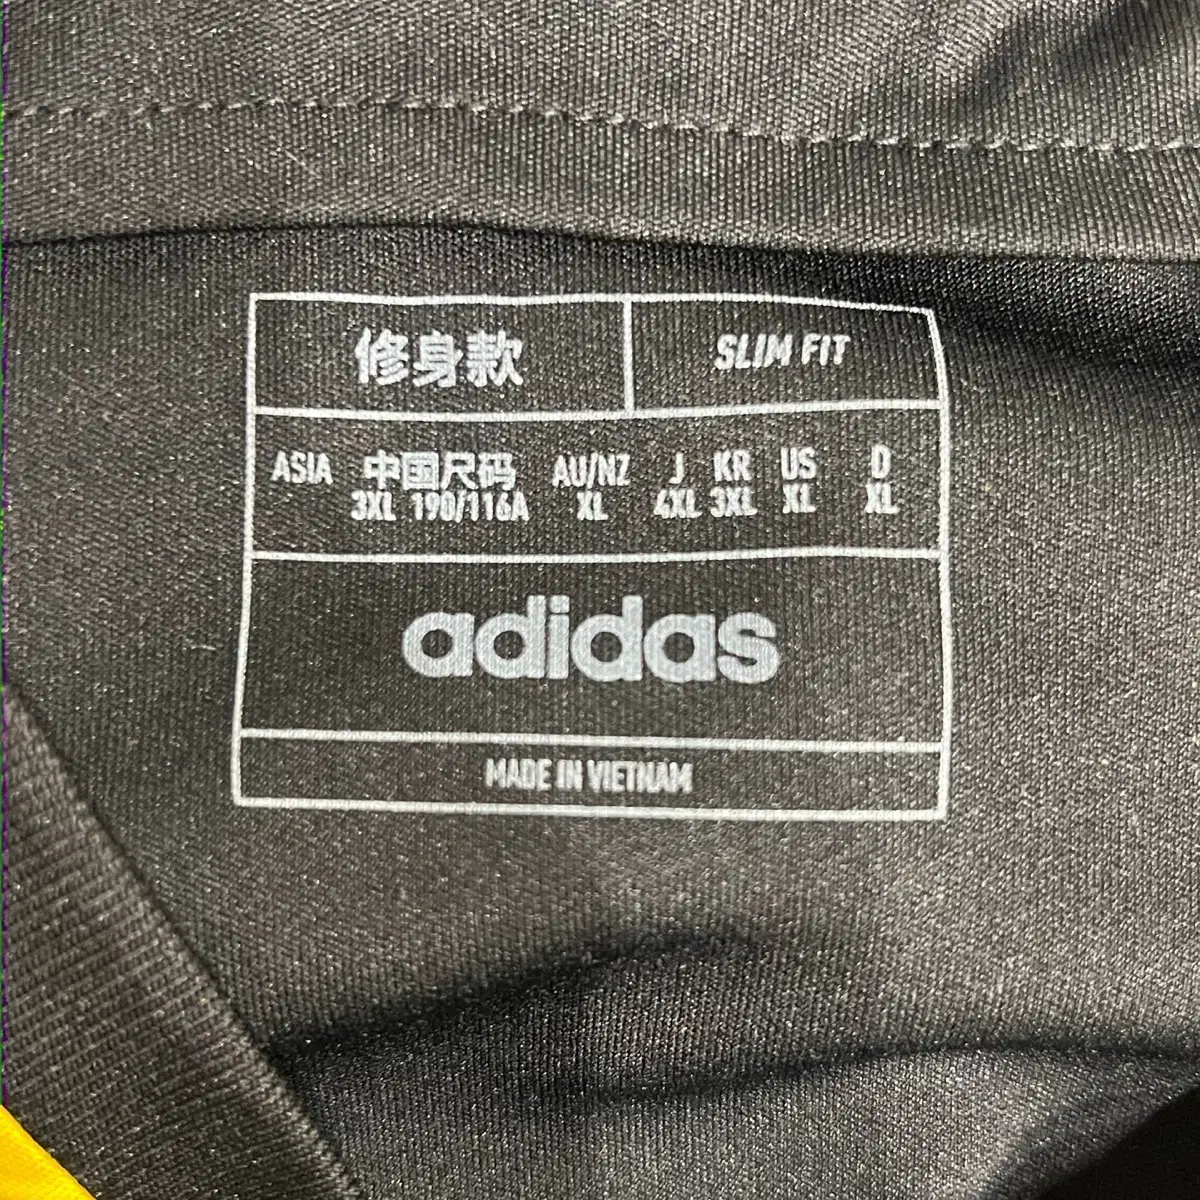 修身款 SLIM FIT
ASIA 中国尺码 AU/NZ J KR US D
3XL 190/116A XL 4XL 3XL XL XL
adidas
MADE IN VIETNAM